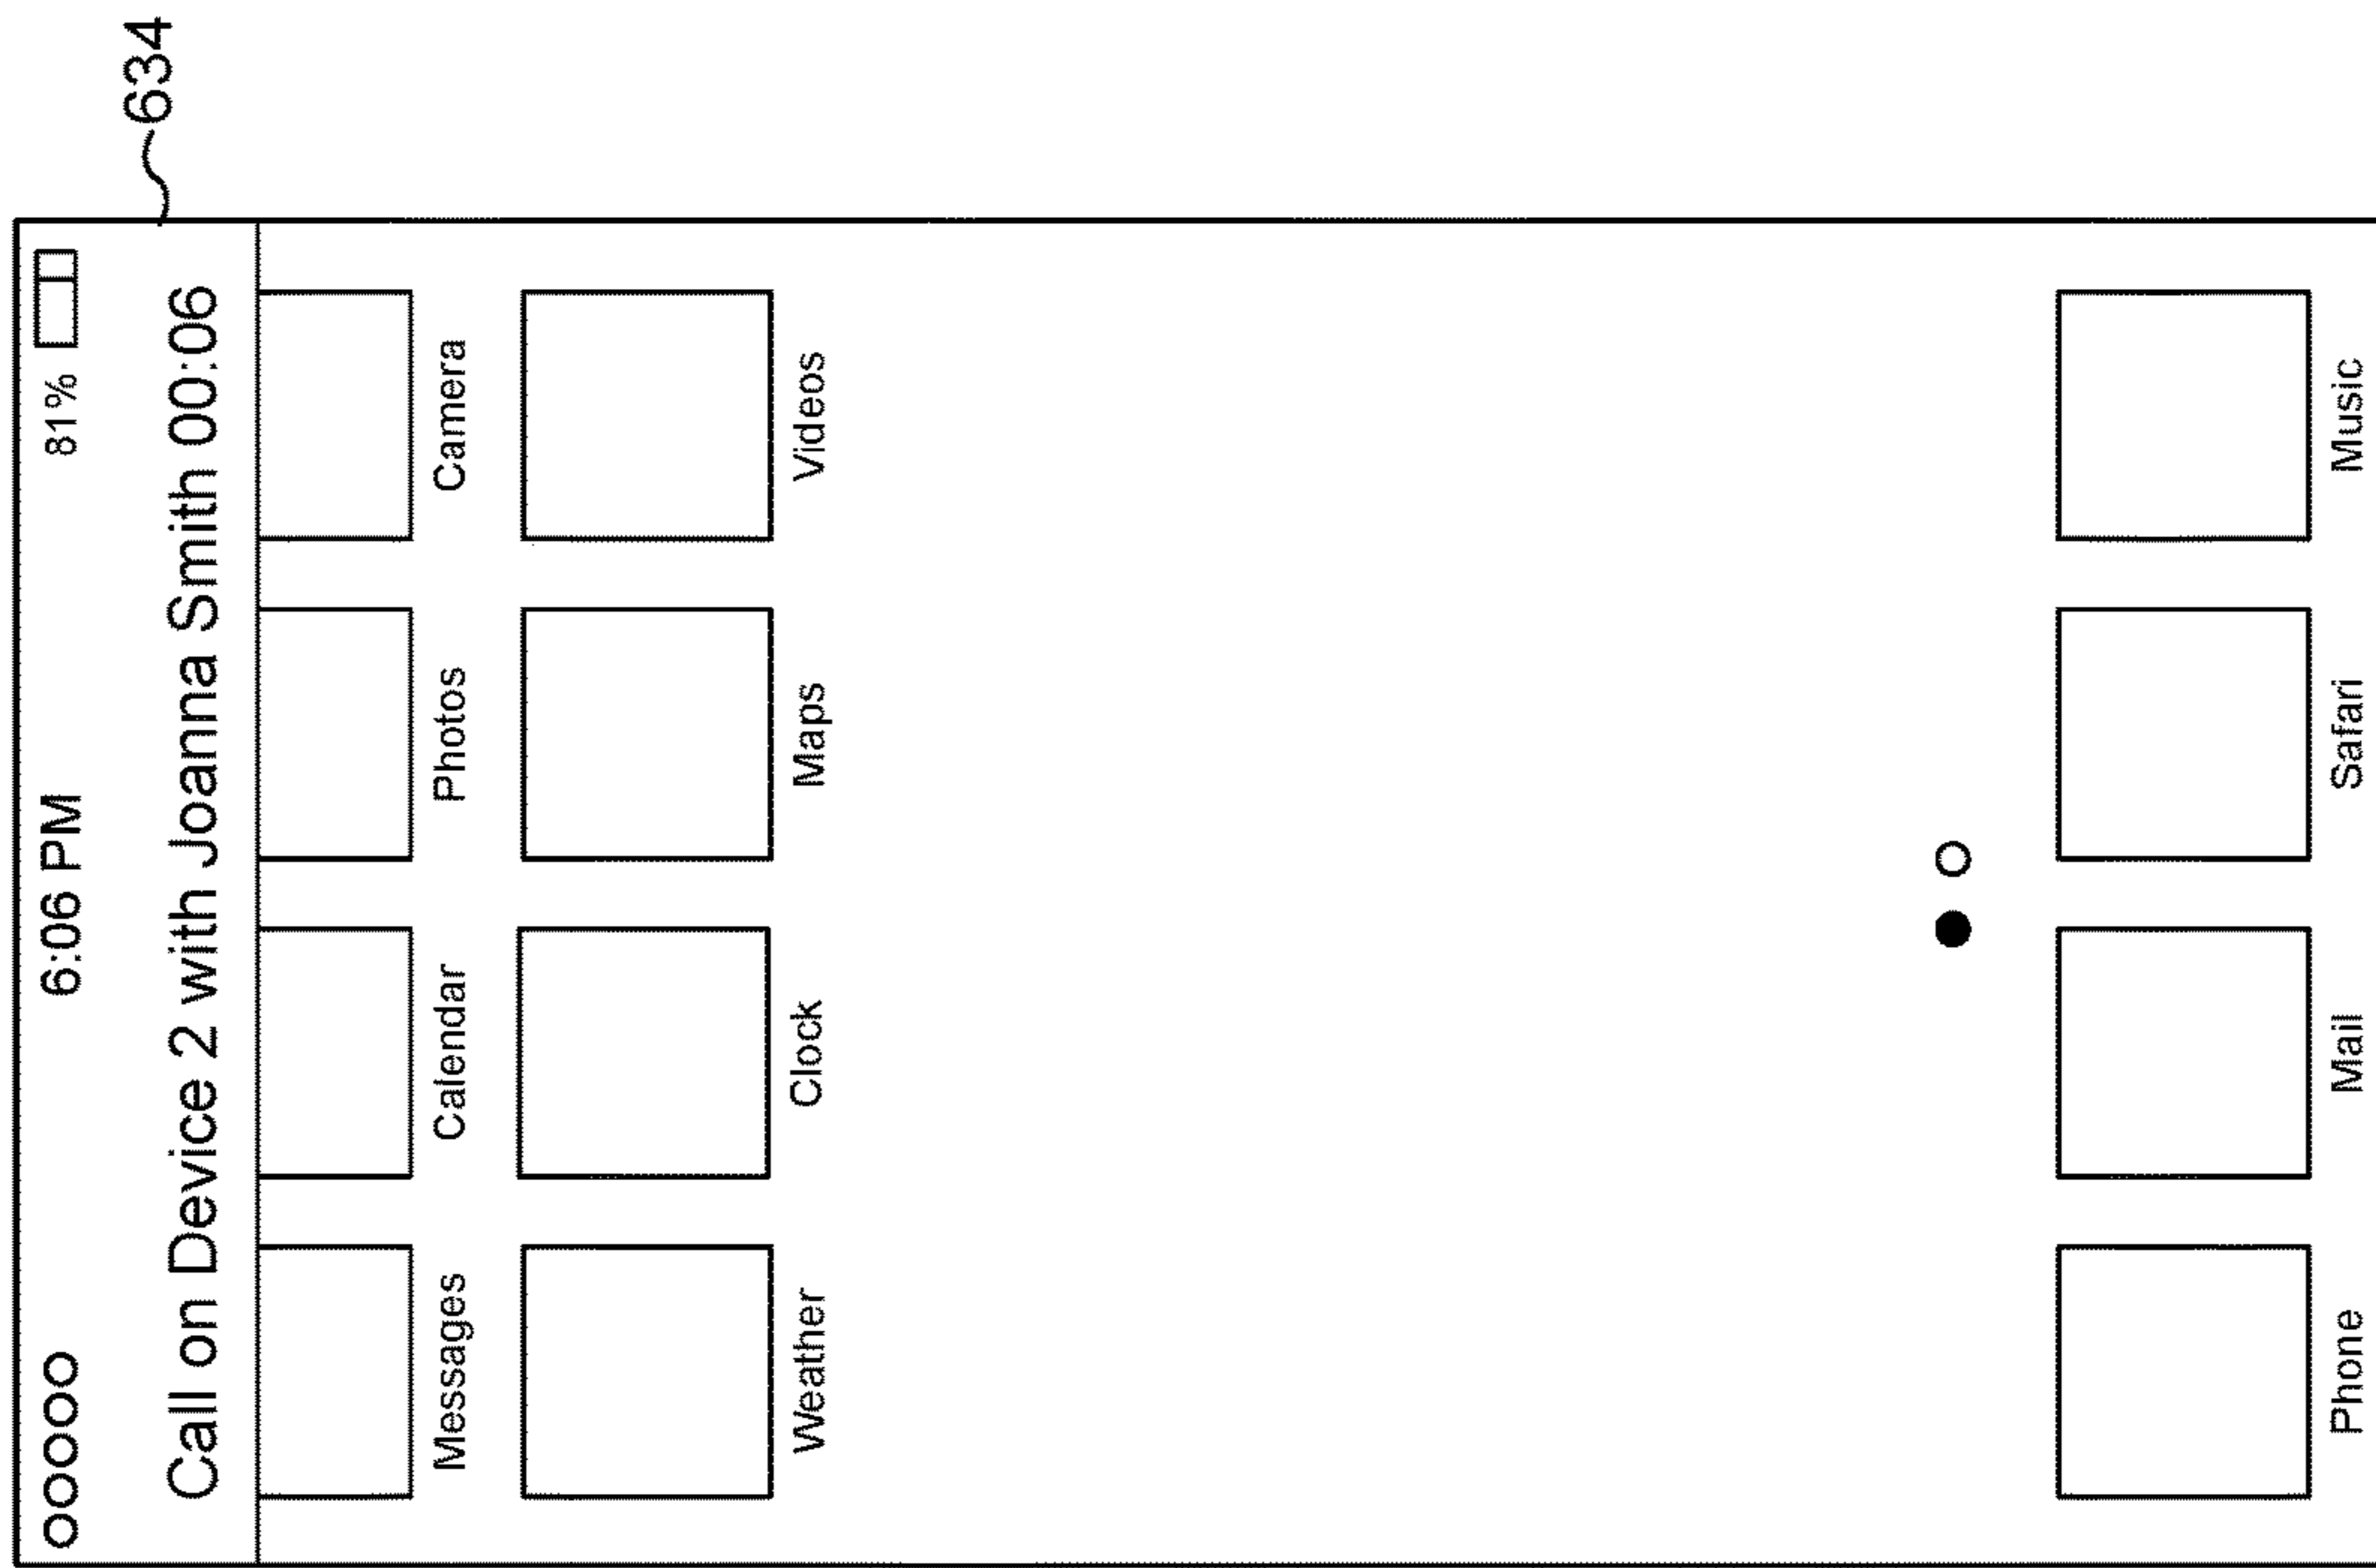 ooooo 6:06 PM 81%
634
Call on Device 2 with Joanna Smith 00:06
Messages Calendar Photos Camera
Weather Clock Maps Videos
Phone Mail Safari Music